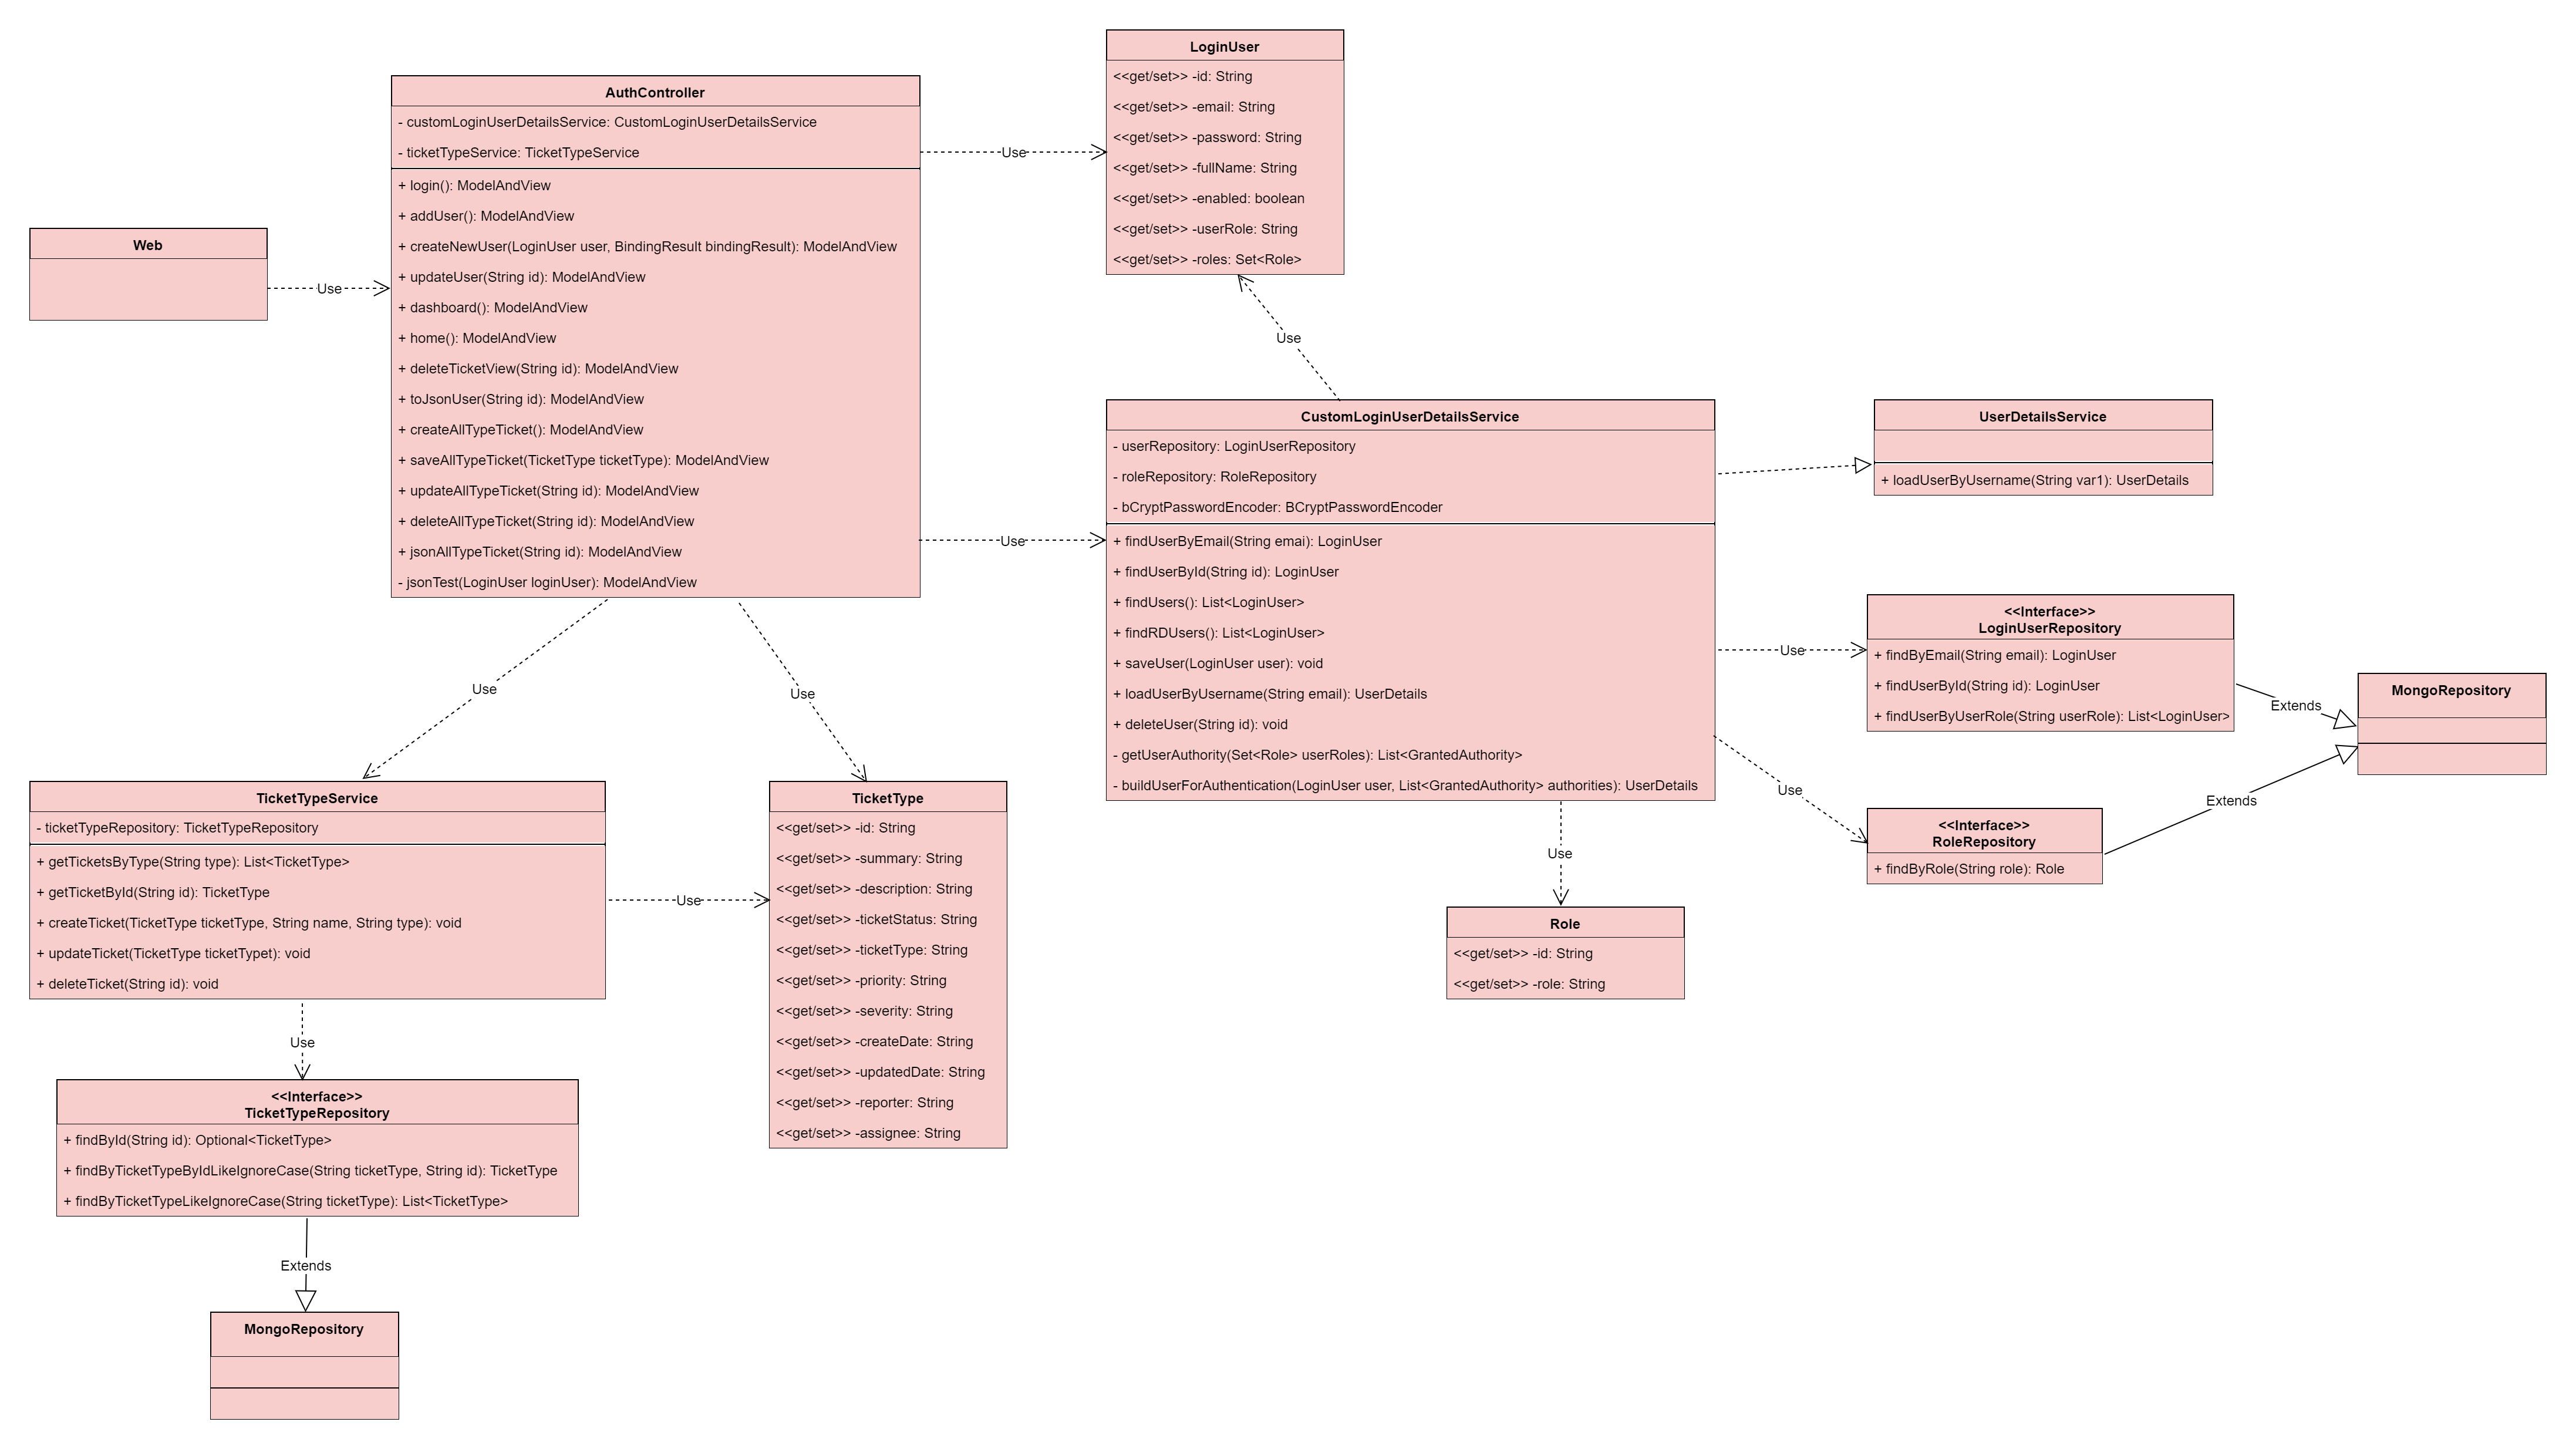 LoginUser
<<get/set>> -id: String
<<get/set>> -email: String
<<get/set>> -password: String
<<get/set>> -fullName: String
<<get/set>> -enabled: boolean
<<get/set>> -userRole: String
<<get/set>> -roles: Set<Role>
AuthController
- customLoginUserDetailsService: CustomLoginUserDetailsService
- ticketTypeService: TicketTypeService
+ login(): ModelAndView
+ addUser(): ModelAndView
+ createNewUser(LoginUser user, BindingResult bindingResult): ModelAndView
+ updateUser(String id): ModelAndView
+ dashboard(): ModelAndView
+ home(): ModelAndView
+ deleteTicketView(String id): ModelAndView
+ toJsonUser(String id): ModelAndView
+ createAllTypeTicket(): ModelAndView
+ saveAllTypeTicket(TicketType ticketType): ModelAndView
+ updateAllTypeTicket(String id): ModelAndView
+ deleteAllTypeTicket(String id): ModelAndView
+ jsonAllTypeTicket(String id): ModelAndView
- jsonTest(LoginUser loginUser): ModelAndView
Use
Web
Use
Use
CustomLoginUserDetailsService
- userRepository: LoginUserRepository
- roleRepository: RoleRepository
- bCryptPasswordEncoder: BCryptPasswordEncoder
+ findUserByEmail(String emai): LoginUser
+ findUserById(String id): LoginUser
+ findUsers(): List<LoginUser>
+ findRDUsers(): List<LoginUser>
+ saveUser(LoginUser user): void
+ loadUserByUsername(String email): UserDetails
+ deleteUser(String id): void
- getUserAuthority(Set<Role> userRoles): List<GrantedAuthority>
- buildUserForAuthentication(LoginUser user, List<GrantedAuthority> authorities): UserDetails
UserDetailsService
+ loadUserByUsername(String var1): UserDetails
Use
<<Interface>>
LoginUserRepository
+ findByEmail(String email): LoginUser
+ findUserById(String id): LoginUser
+ findUserByUserRole(String userRole): List<LoginUser>
Use
Extends
MongoRepository
Use
Use
Use
Extends
<<Interface>>
RoleRepository
+ findByRole(String role): Role
TicketTypeService
- ticketTypeRepository: TicketTypeRepository
+ getTicketsByType(String type): List<TicketType>
+ getTicketById(String id): TicketType
+ createTicket(TicketType ticketType, String name, String type): void
+ updateTicket(TicketType ticketTypet): void
+ deleteTicket(String id): void
Use
TicketType
<<get/set>> -id: String
<<get/set>> -summary: String
<<get/set>> -description: String
<<get/set>> -ticketStatus: String
<<get/set>> -ticketType: String
<<get/set>> -priority: String
<<get/set>> -severity: String
<<get/set>> -createDate: String
<<get/set>> -updatedDate: String
<<get/set>> -reporter: String
<<get/set>> -assignee: String
Use
Role
<<get/set>> -id: String
<<get/set>> -role: String
Use
<<Interface>>
TicketTypeRepository
+ findById(String id): Optional<TicketType>
+ findByTicketTypeByIdLikeIgnoreCase(String ticketType, String id): TicketType
+ findByTicketTypeLikeIgnoreCase(String ticketType): List<TicketType>
Extends
MongoRepository